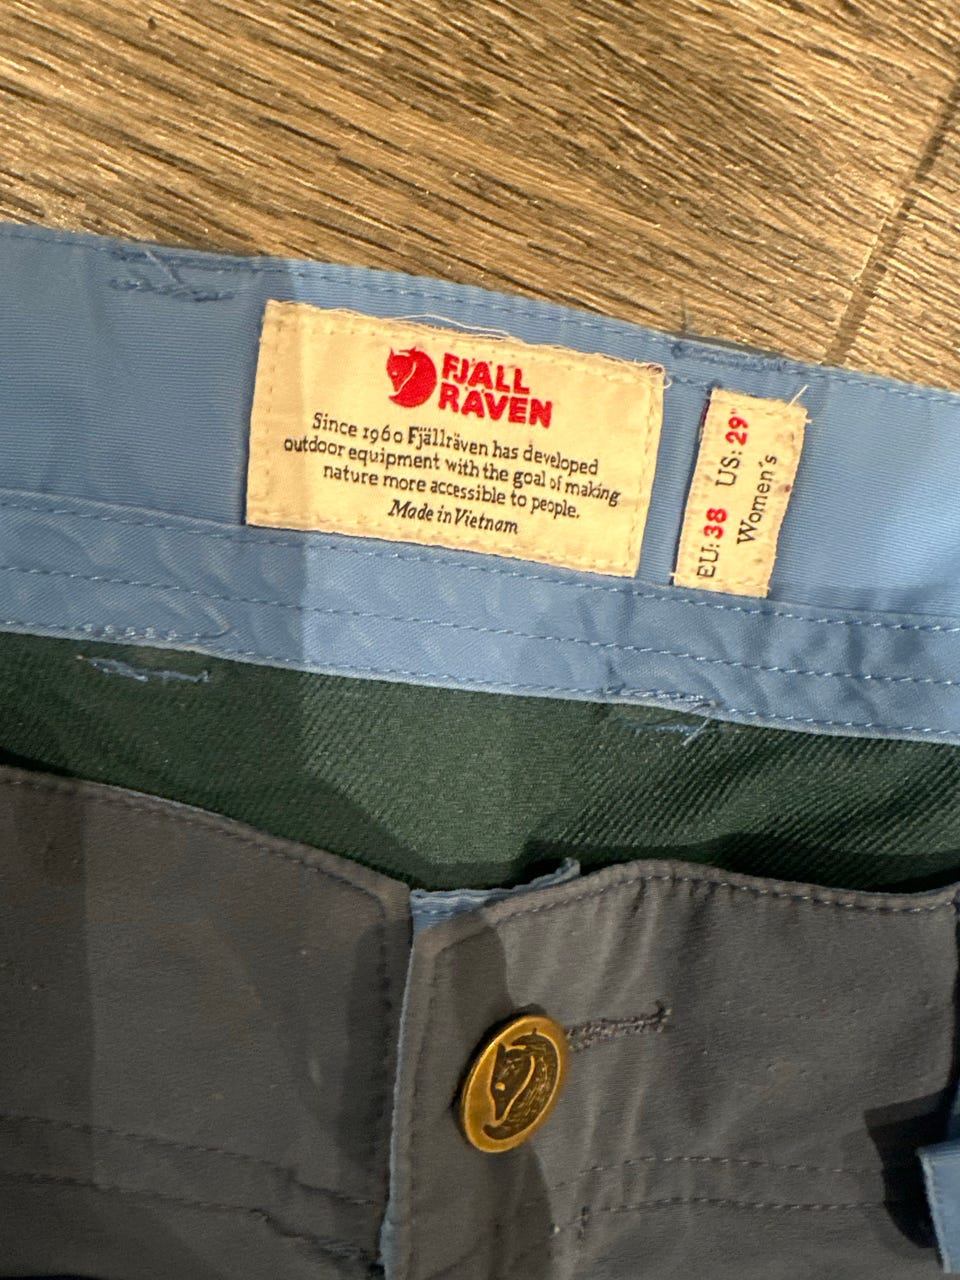 FJÄLL
RÄVEN
Since 1960 Fjällräven has developed
outdoor equipment with the goal of making
nature more accessible to people.
Made in Vietnam
EU: 38 US: 29"
Women´s